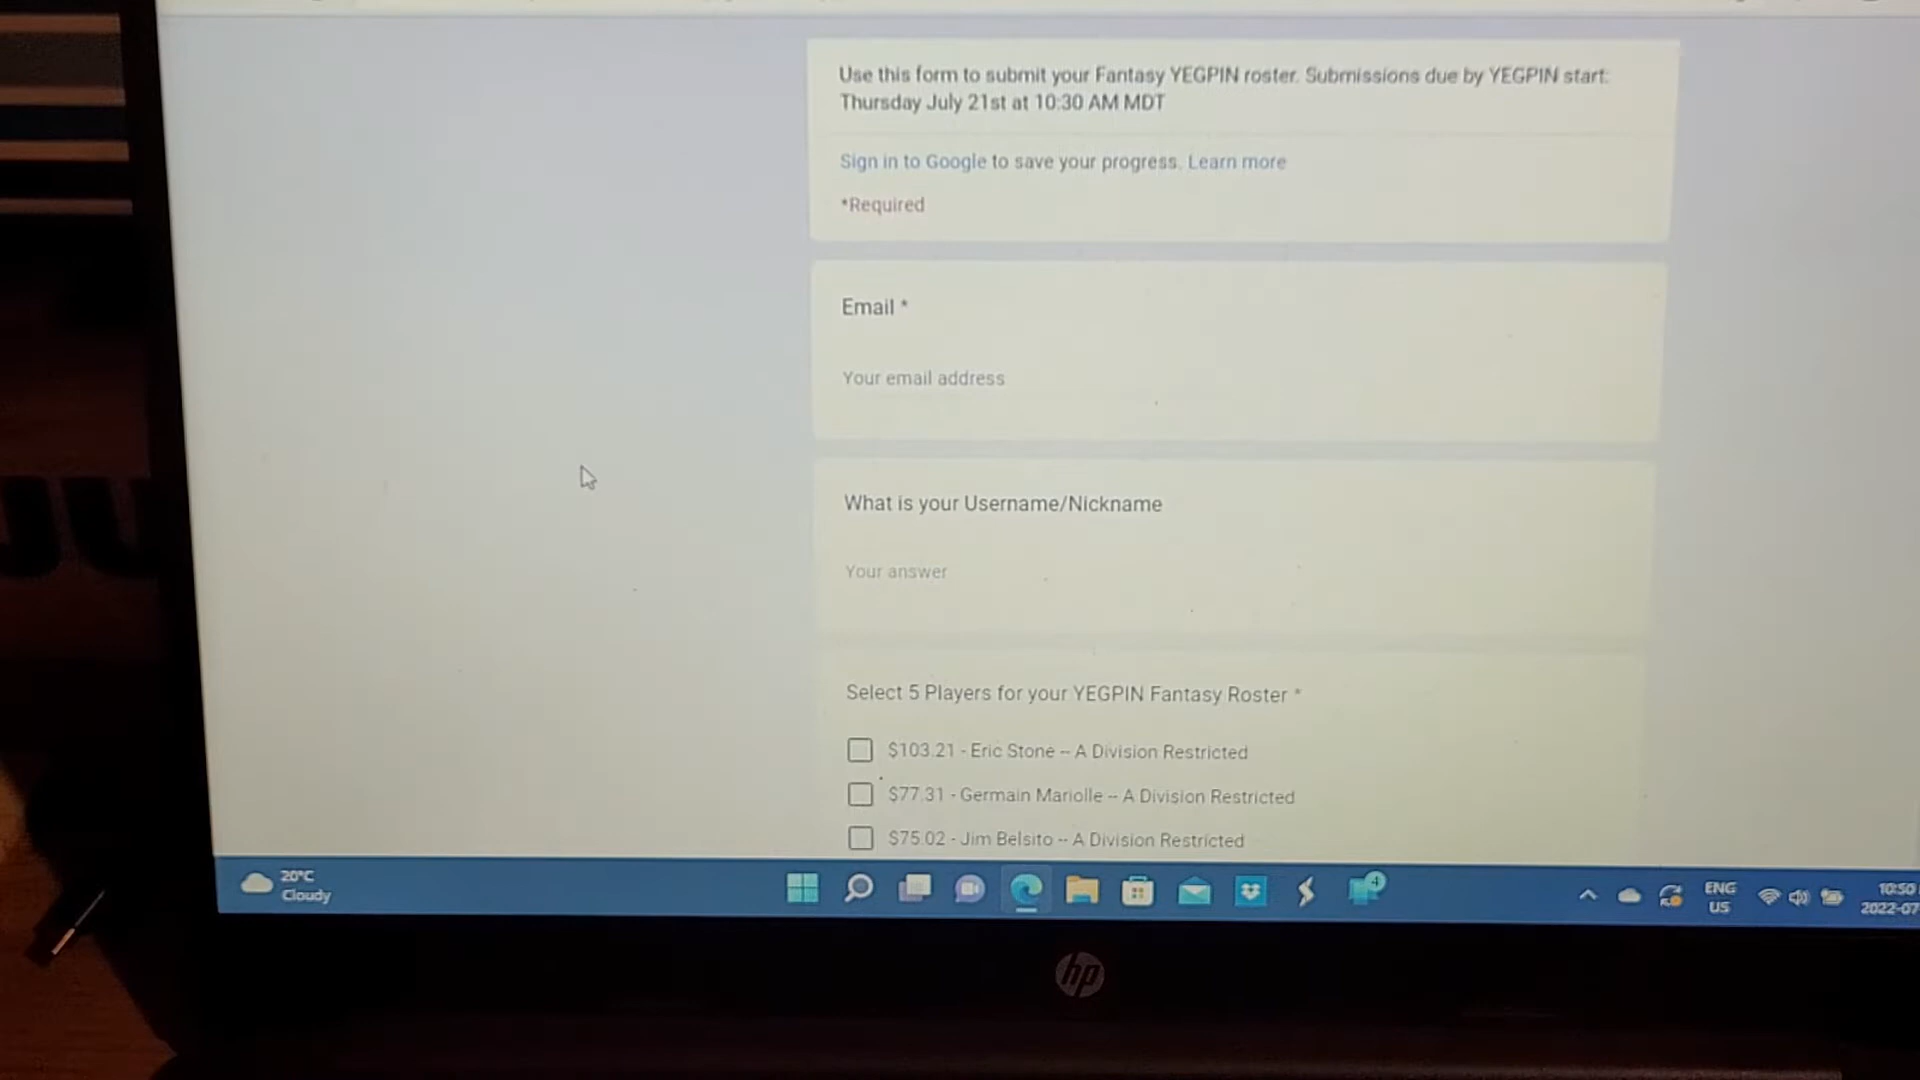 Use this form to submit your Fantasy YEGPIN roster. Submissions due by YEGPIN start:
Thursday July 21st at 10:30 AM MDT
Sign in to Google to save your progress. Learn more
*Required
Email *
Your email address
What is your Username/Nickname
Your answer
Select 5 Players for your YEGPIN Fantasy Roster *
$103.21 - Eric Stone -- A Division Restricted
$77.31 - Germain Mariolle -- A Division Restricted
$75.02 - Jim Belsito -- A Division Restricted
JU
20°C
Cloudy
4
ENG
US
10:50
2022-07
hp